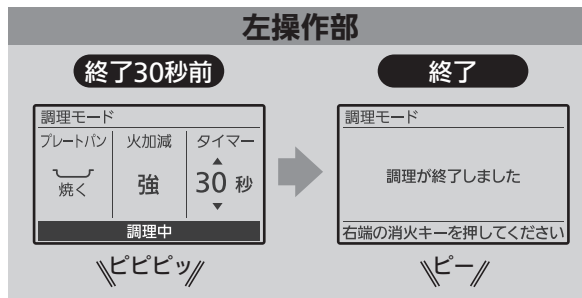 左操作部
終了30秒前
調理モード
プレートパン 火加減 タイマー
焼く 強 30 秒
調理中
ピピピッ
終了
調理モード
調理が終了しました
右端の消火キーを押してください
ピー